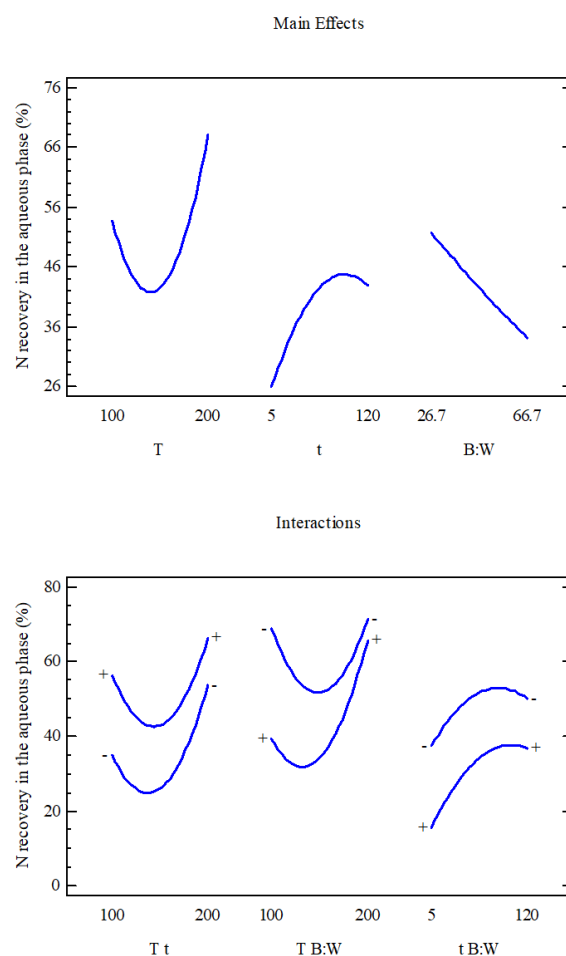 Main Effects
N recovery in the aqueous phase (%)
76
66
56
46
36
26
100 200 5 120 26.7 66.7
T t B:W
Interactions
N recovery in the aqueous phase (%)
80
60
40
20
0
+ + - - - - + + - - + +
100 200 100 200 5 120
T t T B:W t B:W